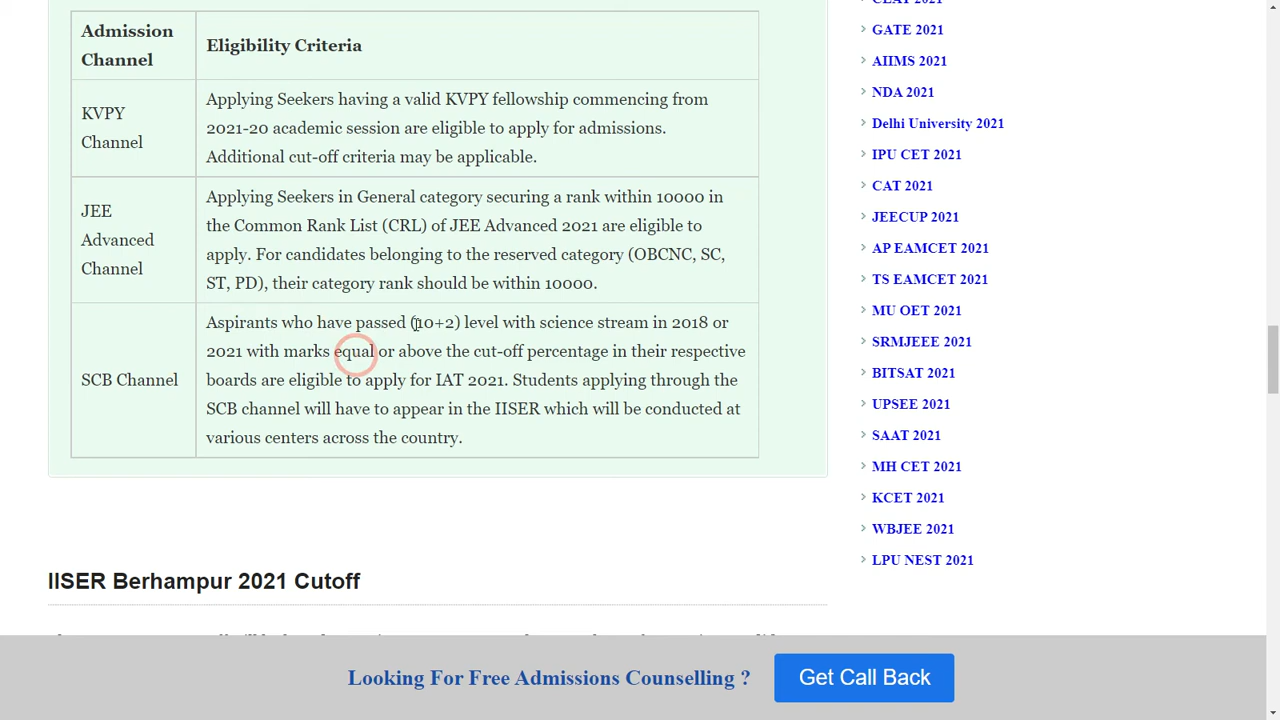 Admission
Channel
Eligibility Criteria
KVPY
Channel
Applying Seekers having a valid KVPY fellowship commencing from
2021-20 academic session are eligible to apply for admissions.
Additional cut-off criteria may be applicable.
JEE
Advanced
Channel
Applying Seekers in General category securing a rank within 10000 in
the Common Rank List (CRL) of JEE Advanced 2021 are eligible to
apply. For candidates belonging to the reserved category (OBCNC, SC,
ST, PD), their category rank should be within 10000.
SCB Channel
Aspirants who have passed (10+2) level with science stream in 2018 or
2021 with marks equal or above the cut-off percentage in their respective
boards are eligible to apply for IAT 2021. Students applying through the
SCB channel will have to appear in the IISER which will be conducted at
various centers across the country.
IISER Berhampur 2021 Cutoff
GATE 2021
AIIMS 2021
NDA 2021
Delhi University 2021
IPU CET 2021
CAT 2021
JEECUP 2021
AP EAMCET 2021
TS EAMCET 2021
MU OET 2021
SRMJEEE 2021
BITSAT 2021
UPSEE 2021
SAAT 2021
MH CET 2021
KCET 2021
WBJEE 2021
LPU NEST 2021
Looking For Free Admissions Counselling ?
Get Call Back